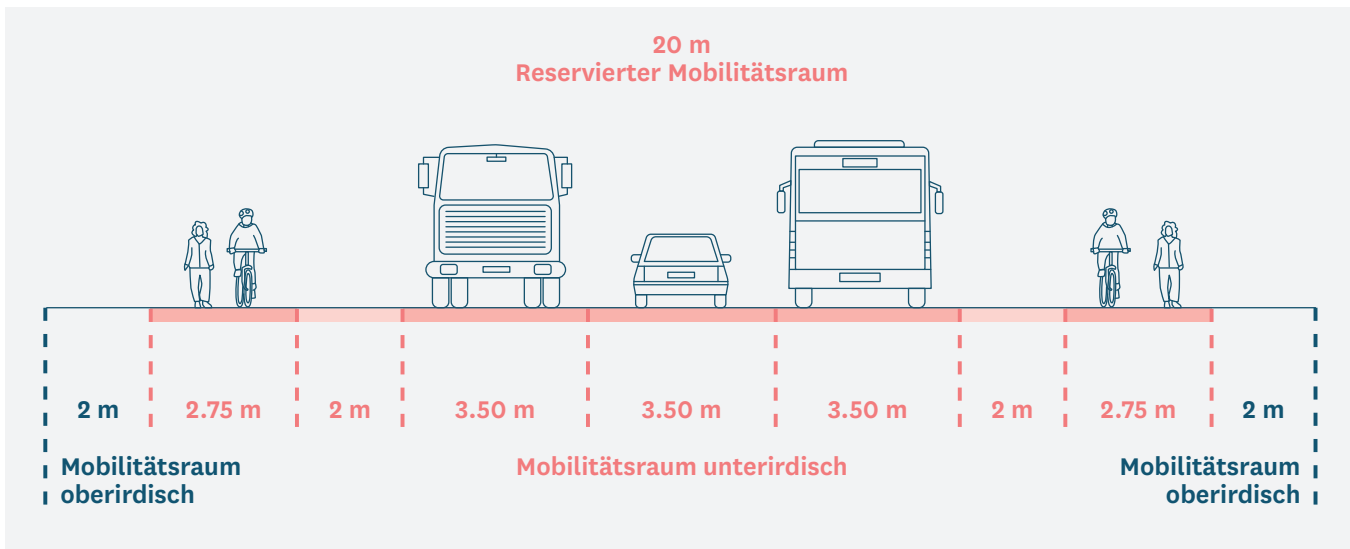 20 m
Reservierter Mobilitätsraum
2 m 2.75 m 2 m 3.50 m 3.50 m 3.50 m 2 m 2.75 m 2 m
Mobilitätsraum
oberirdisch
Mobilitätsraum unterirdisch
Mobilitätsraum
oberirdisch